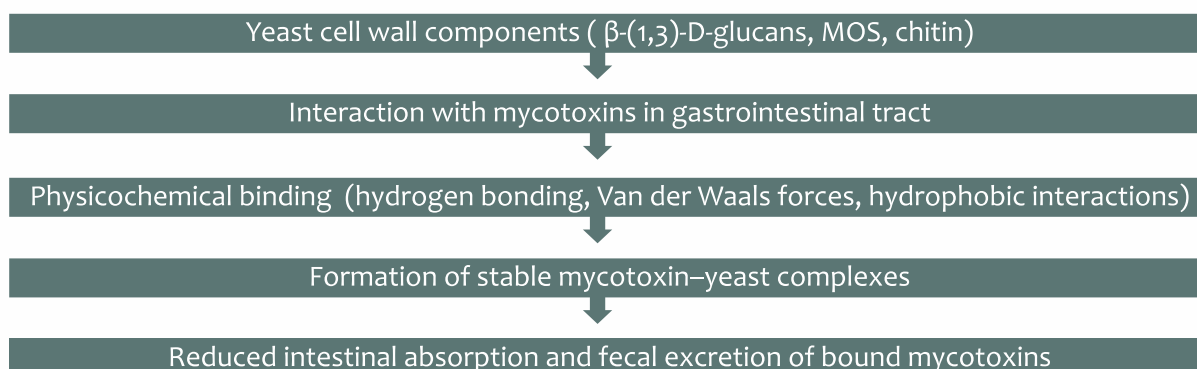 Yeast cell wall components ( β-(1,3)-D-glucans, MOS, chitin)
Interaction with mycotoxins in gastrointestinal tract
Physicochemical binding  (hydrogen bonding, Van der Waals forces, hydrophobic interactions)
Formation of stable mycotoxin–yeast complexes
Reduced intestinal absorption and fecal excretion of bound mycotoxins